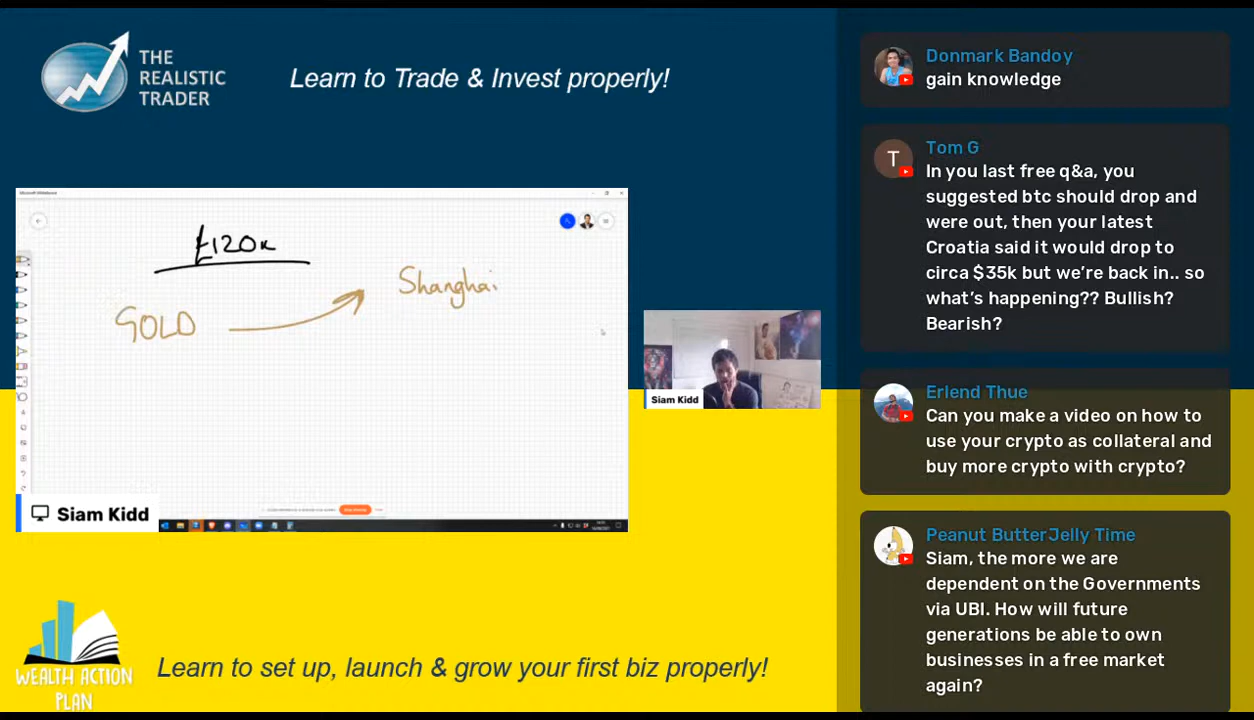 THE
REALISTIC
TRADER
Learn to Trade & Invest properly!
£120k
GOLD
Shanghai
Siam Kidd
Siam Kidd
WEALTH ACTION
PLAN
Learn to set up, launch & grow your first biz properly!
Donmark Bandoy
gain knowledge
T
Tom G
In you last free q&a, you
suggested btc should drop and
were out, then your latest
Croatia said it would drop to
circa $35k but we're back in.. so
what's happening?? Bullish?
Bearish?
Erlend Thue
Can you make a video on how to
use your crypto as collateral and
buy more crypto with crypto?
Peanut ButterJelly Time
Siam, the more we are
dependent on the Governments
via UBI. How will future
generations be able to own
businesses in a free market
again?